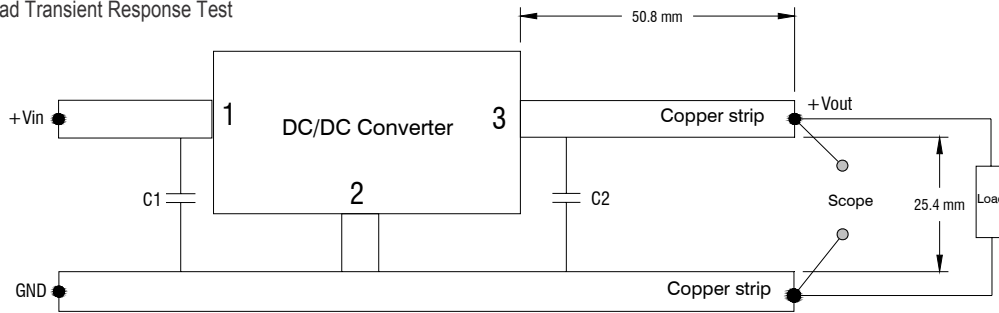 ad Transient Response Test
50.8 mm
+Vin
1
DC/DC Converter
3
Copper strip
+Vout
2
C1
C2
Scope
25.4 mm
Load
GND
Copper strip